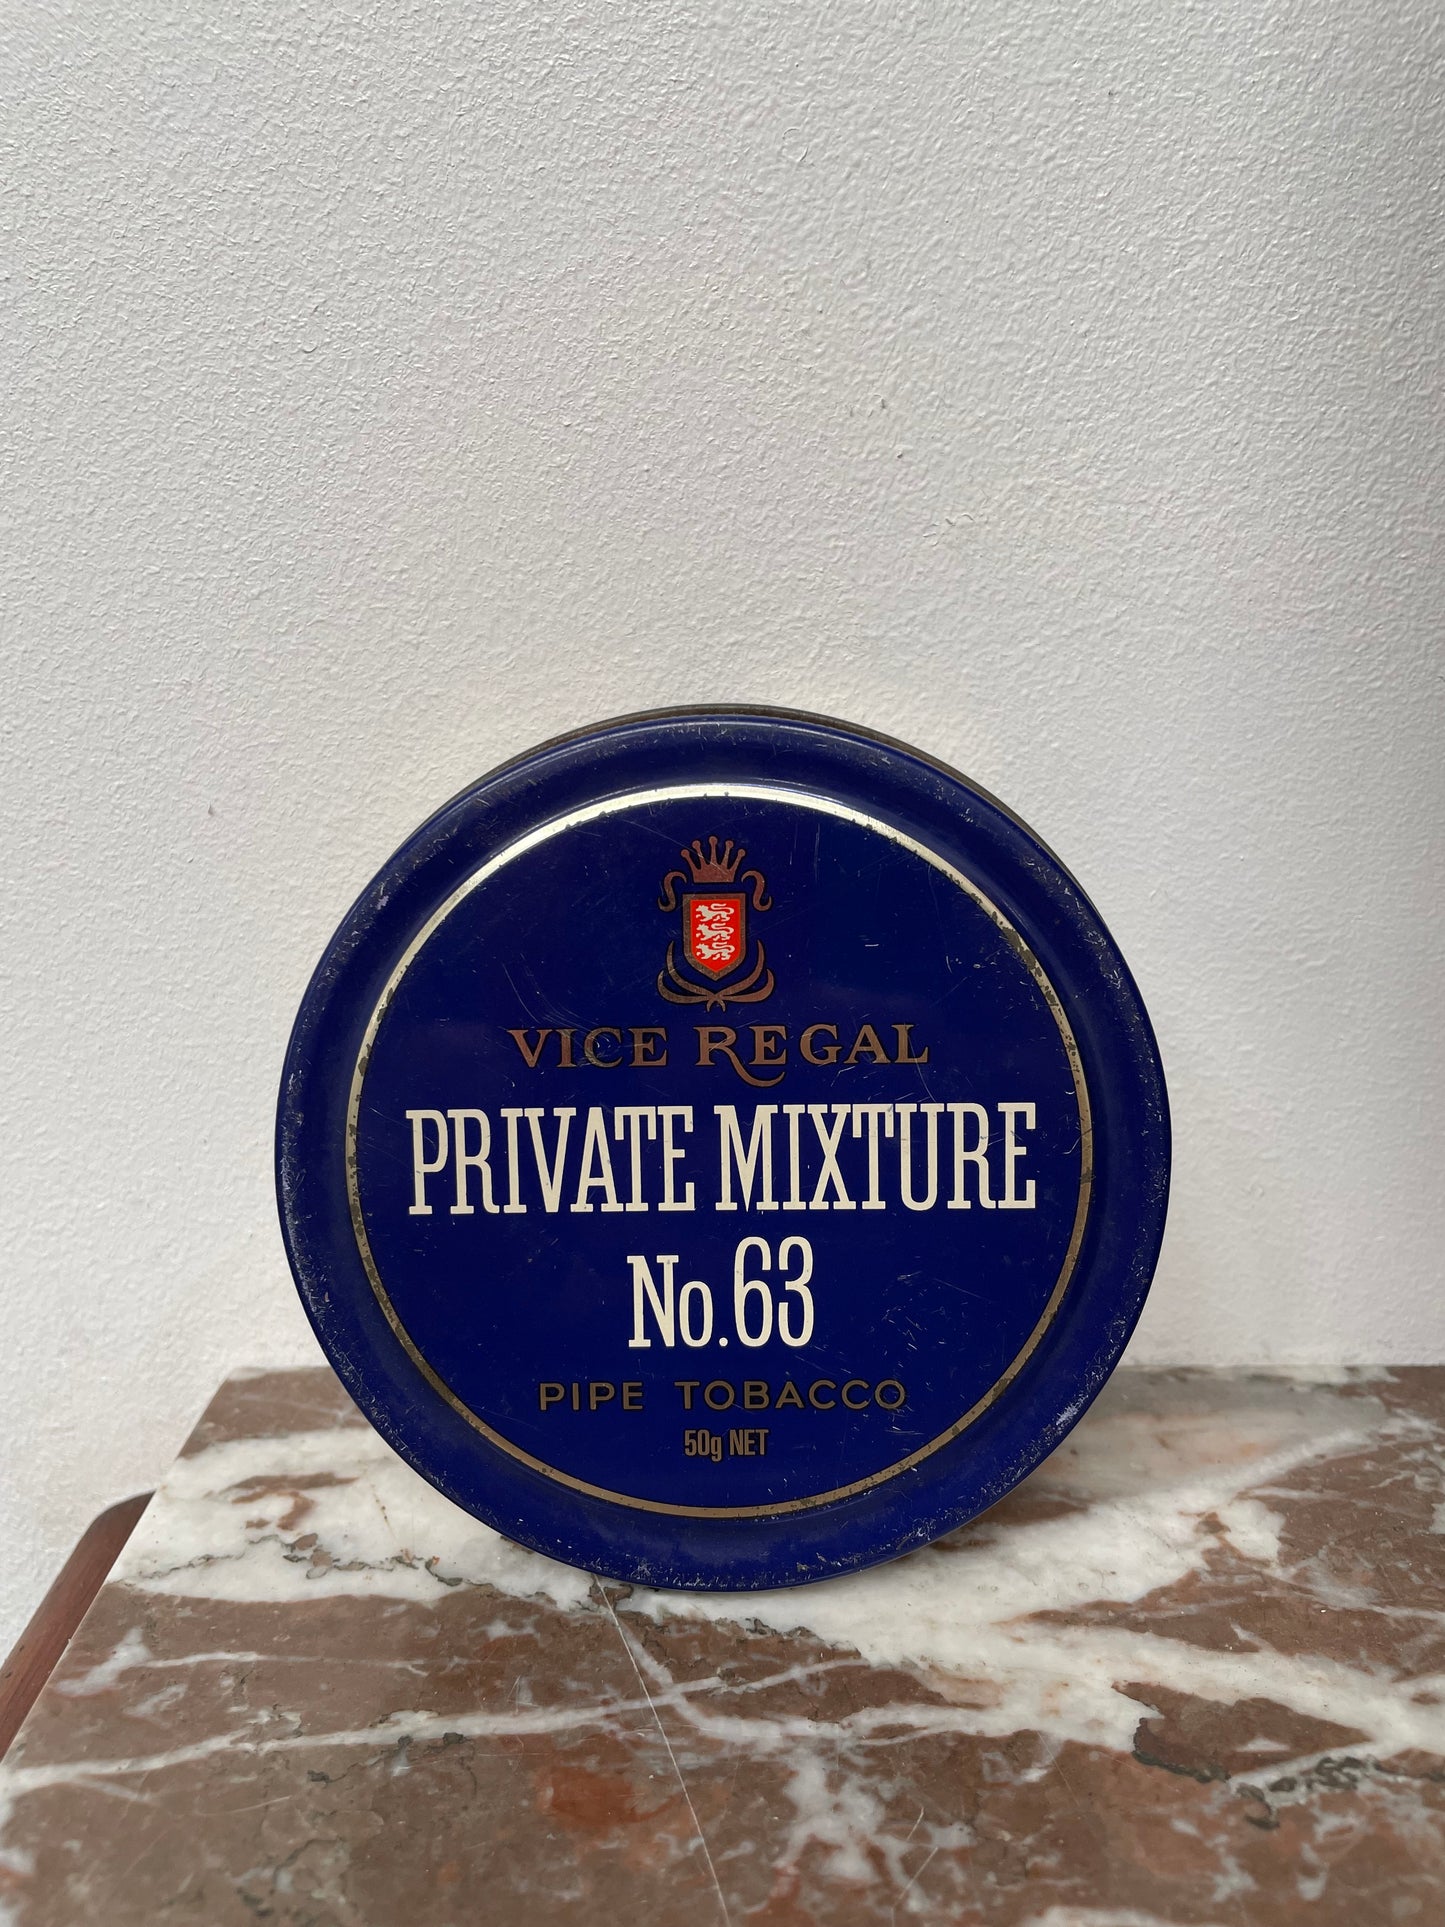 VICE REGAL
PRIVATE MIXTURE
No. 63
PIPE TOBACCO
50g NET